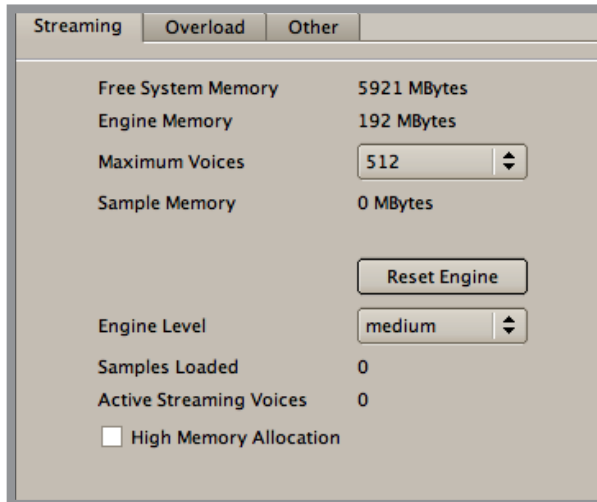 Streaming Overload Other
Free System Memory 5921 MBytes
Engine Memory 192 MBytes
Maximum Voices 512
Sample Memory 0 MBytes
Reset Engine
Engine Level medium
Samples Loaded 0
Active Streaming Voices 0
High Memory Allocation